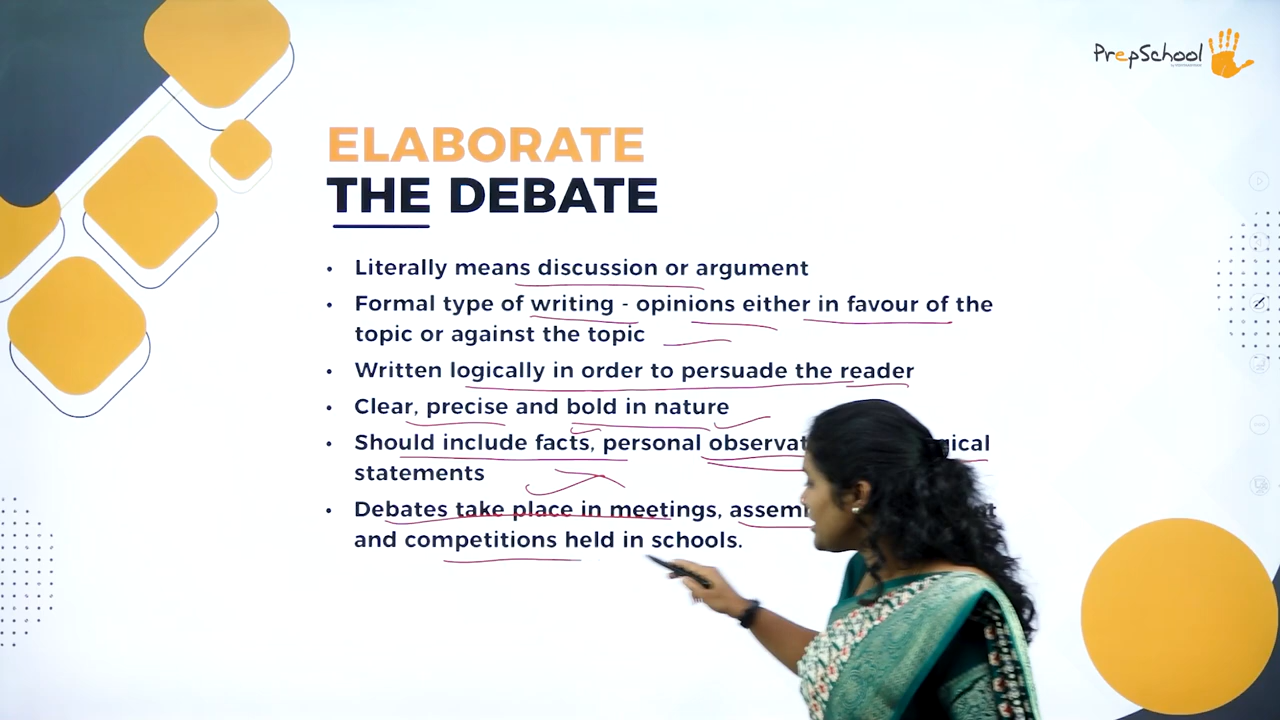 PrepSchool
ELABORATE
THE DEBATE
• Literally means discussion or argument
• Formal type of writing - opinions either in favour of the
topic or against the topic
• Written logically in order to persuade the reader
• Clear, precise and bold in nature
• Should include facts, personal
statements
• Debates take place in meetings,
and competitions held in schools.